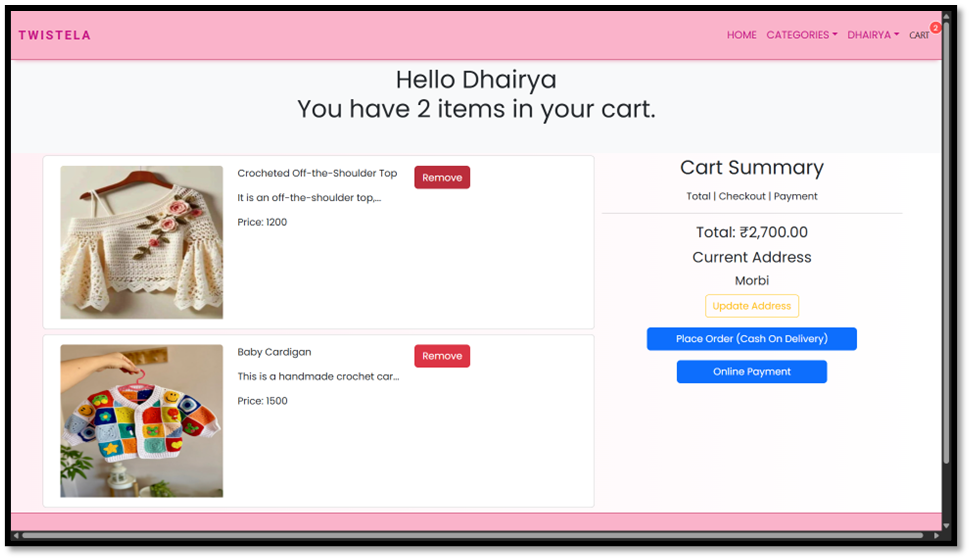 TWISTELA
HOME CATEGORIES DHAIRYA CART 2
Hello Dhairya
You have 2 items in your cart.
Crocheted Off-the-Shoulder Top
Remove
It is an off-the-shoulder top,...
Price: 1200
Baby Cardigan
Remove
This is a handmade crochet car...
Price: 1500
Cart Summary
Total | Checkout | Payment
Total: ₹2,700.00
Current Address
Morbi
Update Address
Place Order (Cash On Delivery)
Online Payment